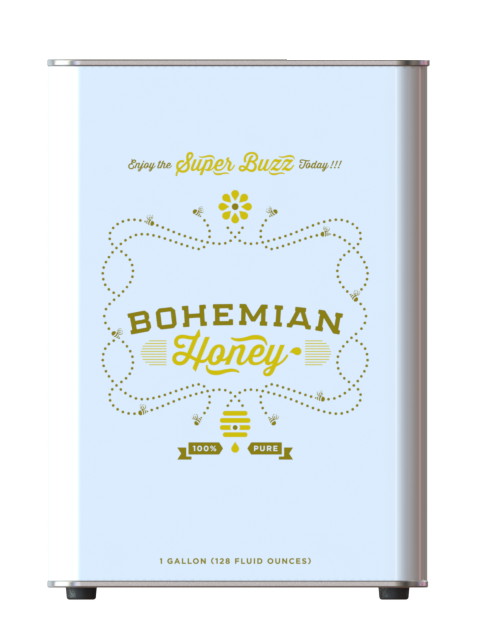 Enjoy the Super Buzz Today!!!
BOHEMIAN
Honey
100% PURE
1 GALLON (128 FLUID OUNCES)